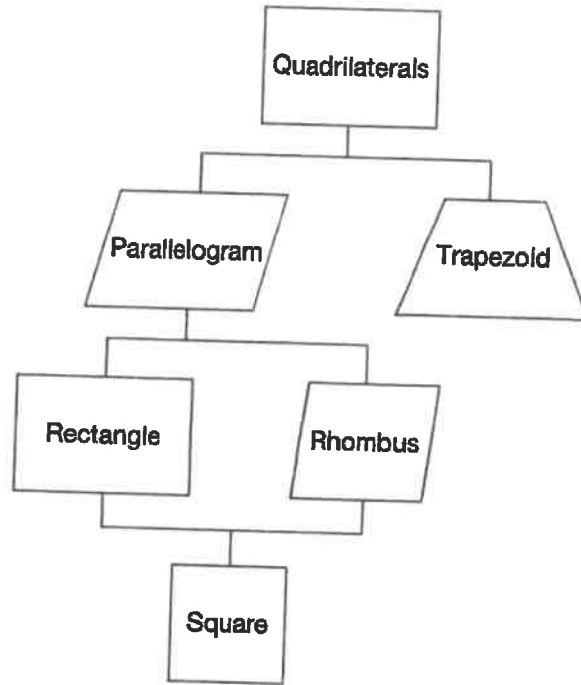 Quadrilaterals
Parallelogram
Trapezoid
Rectangle
Rhombus
Square